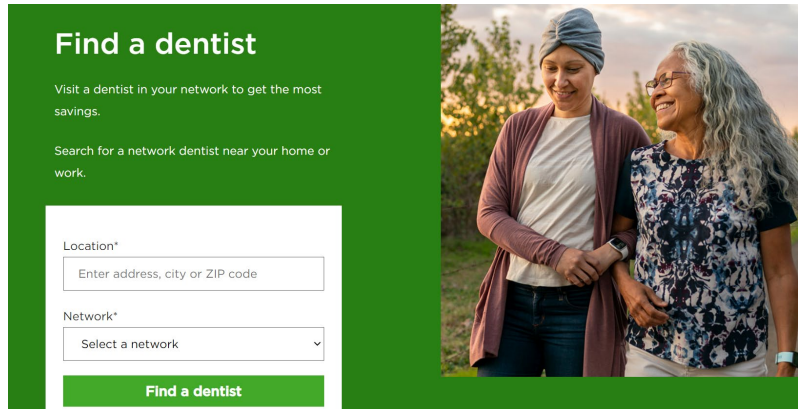 Find a dentist
Visit a dentist in your network to get the most
savings.
Search for a network dentist near your home or
work.
Location*
Enter address, city or ZIP code
Network*
Select a network
Find a dentist